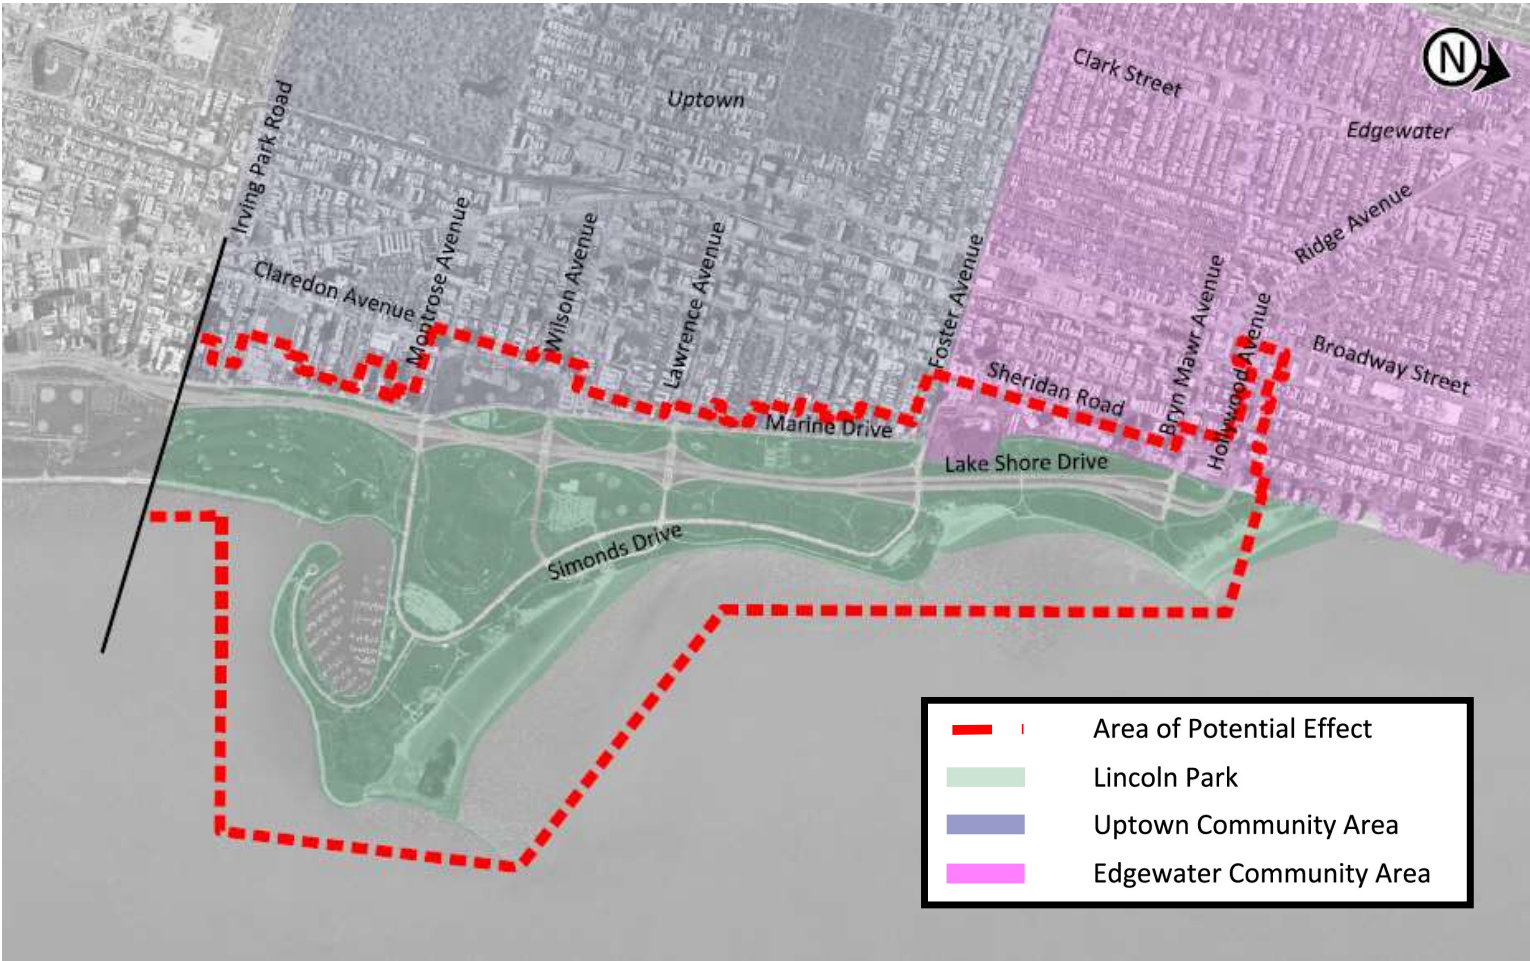 N
Clark Street
Uptown
Edgewater
Irving Park Road
Ridge Avenue
Montrose Avenue
Wilson Avenue
Lawrence Avenue
Foster Avenue
Bryn Mawr Avenue
Claredon Avenue
Hollywood Avenue
Broadway Street
Sheridan Road
Marine Drive
Lake Shore Drive
Simonds Drive
Area of Potential Effect
Lincoln Park
Uptown Community Area
Edgewater Community Area